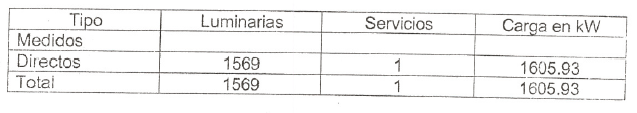 Tipo Luminarias Servicios Carga en kW
Medidos
Directos 1569 1 1605.93
Total 1569 1 1605.93